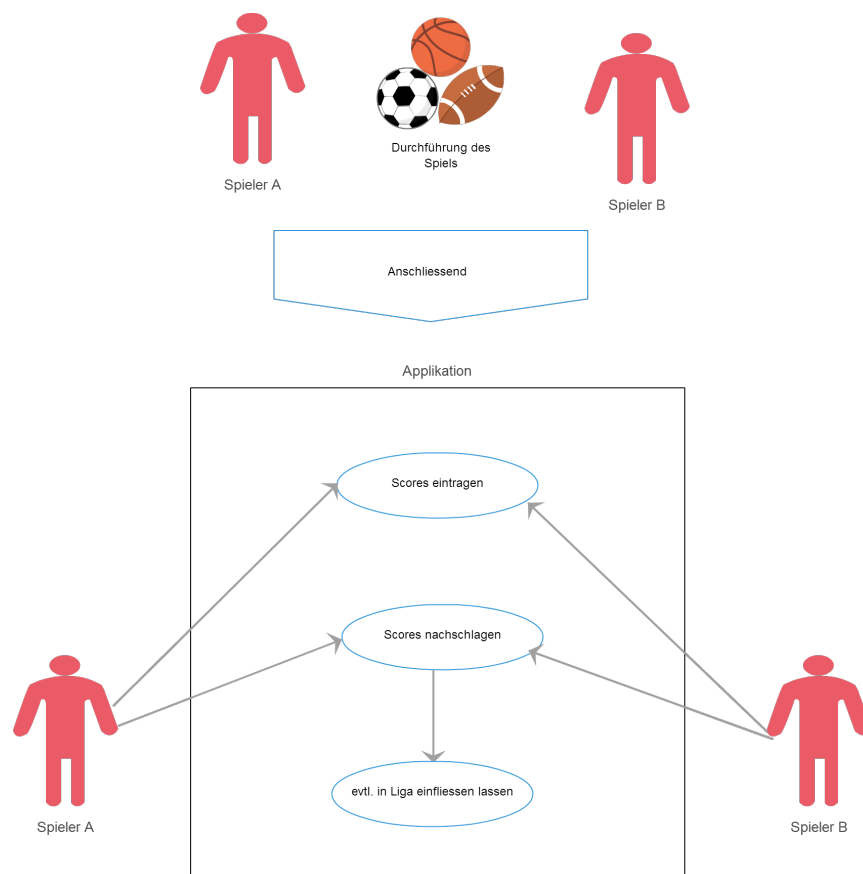 Durchführung des
Spiels
Spieler A
Spieler B
Anschliessend
Applikation
Scores eintragen
Scores nachschlagen
evtl. in Liga einfliessen lassen
Spieler A
Spieler B